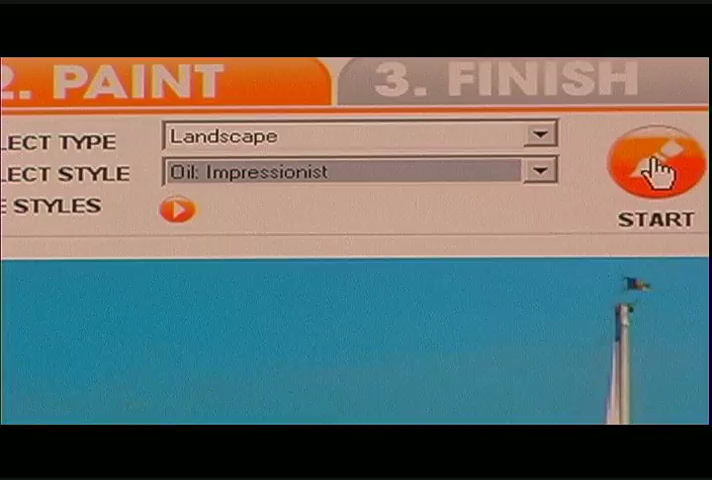 2. PAINT
3. FINISH
LECT TYPE
Landscape
LECT STYLE
Oil: Impressionist
E STYLES
START